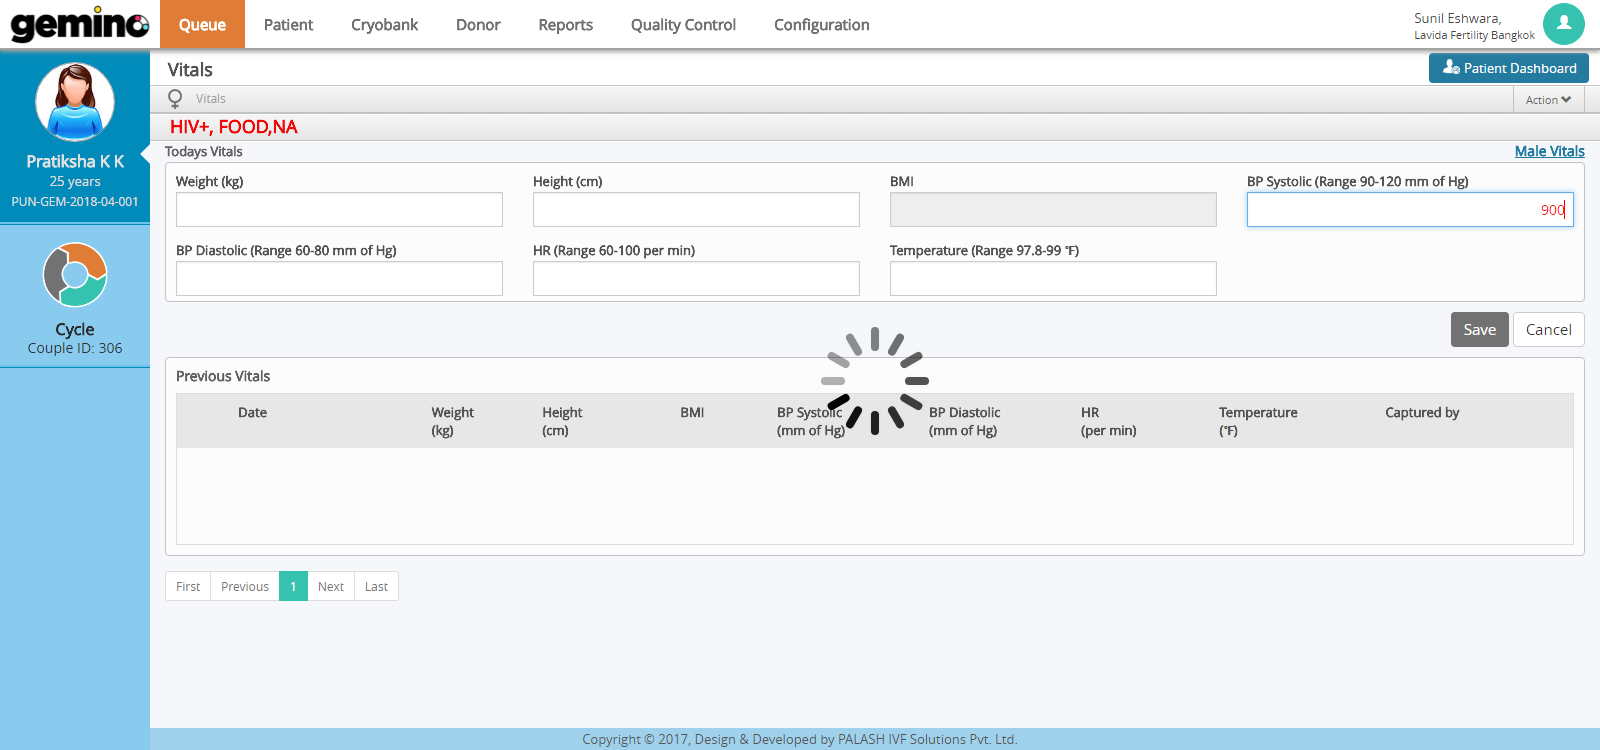 gemino
Queue
Patient
Cryobank
Donor
Reports
Quality Control
Configuration
Sunil Eshwara,
Lavida Fertility Bangkok
Pratiksha K K
25 years
PUN-GEM-2018-04-001
Cycle
Couple ID: 306
Vitals
Patient Dashboard
Vitals
Action
HIV+, FOOD,NA
Todays Vitals
Male Vitals
Weight (kg)
Height (cm)
BMI
BP Systolic (Range 90-120 mm of Hg)
900
BP Diastolic (Range 60-80 mm of Hg)
HR (Range 60-100 per min)
Temperature (Range 97.8-99 °F)
Save
Cancel
Previous Vitals
Date
Weight
(kg)
Height
(cm)
BMI
BP Systolic
(mm of Hg)
BP Diastolic
(mm of Hg)
HR
(per min)
Temperature
(°F)
Captured by
First
Previous
1
Next
Last
Copyright © 2017, Design & Developed by PALASH IVF Solutions Pvt. Ltd.